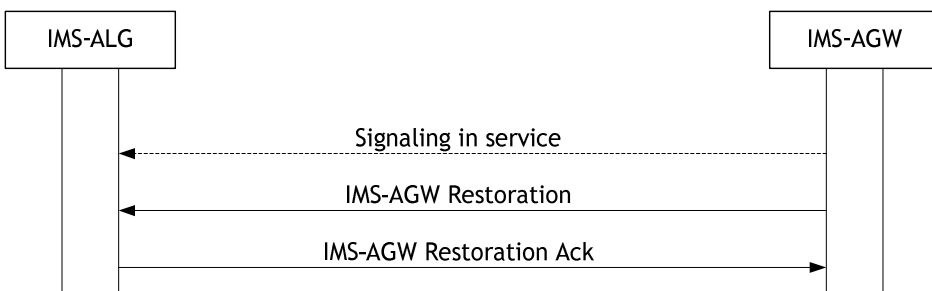 IMS-ALG
IMS-AGW
Signaling in service
IMS-AGW Restoration
IMS-AGW Restoration Ack